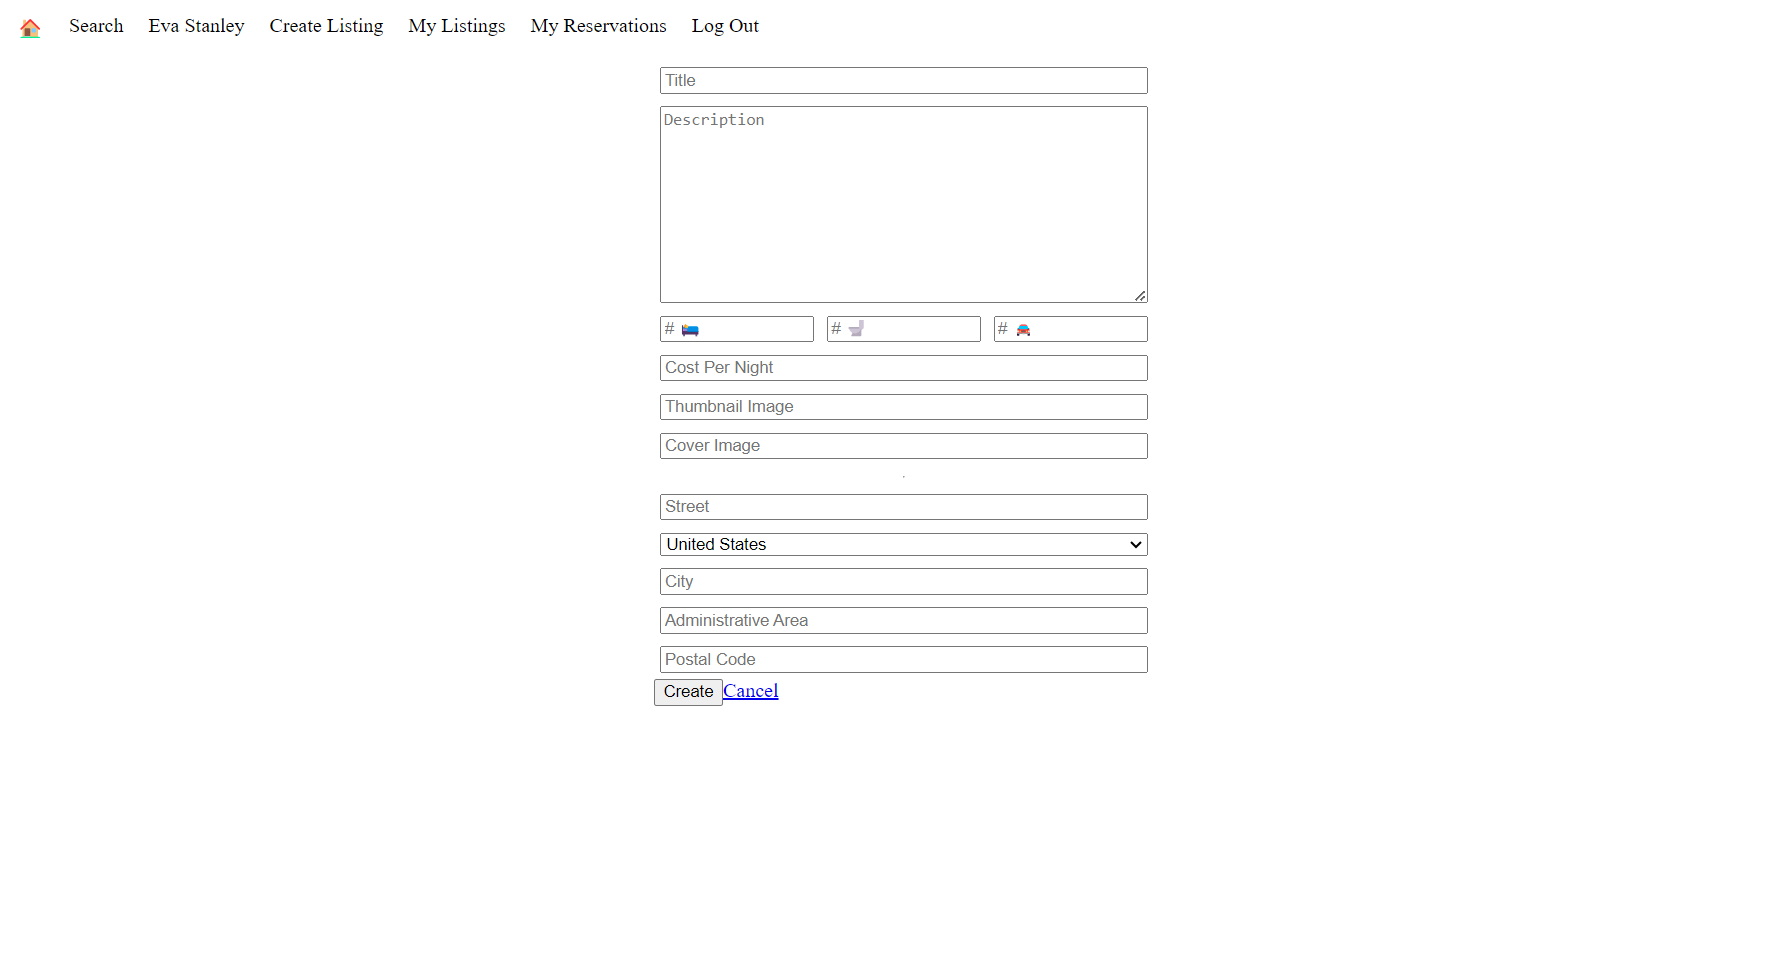 🏠 Search Eva Stanley Create Listing My Listings My Reservations Log Out
Title
Description
# 🛌 # 🚽 # 🚘
Cost Per Night
Thumbnail Image
Cover Image
Street
United States
City
Administrative Area
Postal Code
Create Cancel